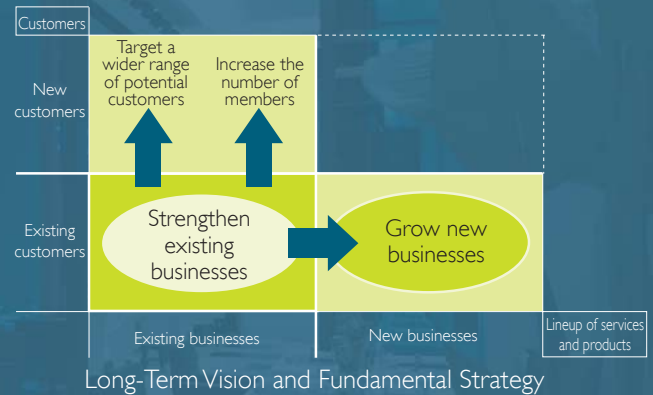 Customers
New
customers
Target a
wider range
of potential
customers
Increase the
number of
members
Existing
customers
Strengthen
existing
businesses
Grow new
businesses
Existing businesses
New businesses
Lineup of services
and products
Long-Term Vision and Fundamental Strategy